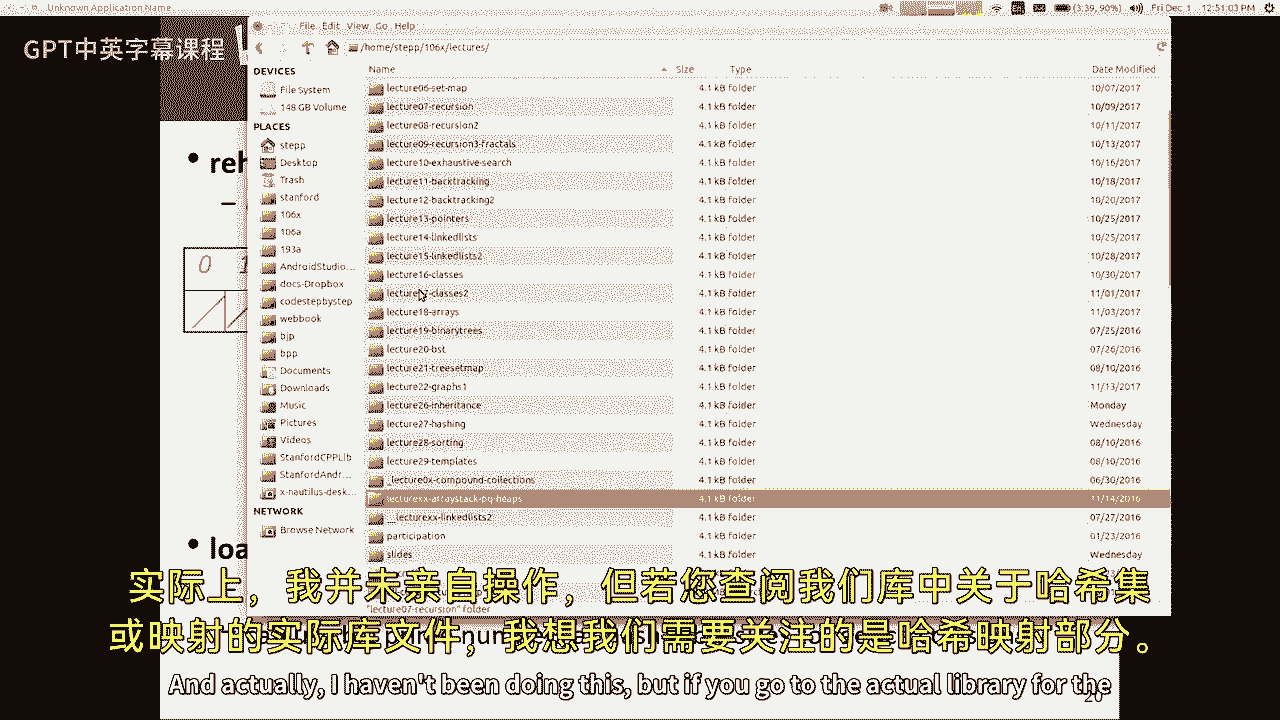 Unknown Application Name
(3:39, 90%)
Fri Dec 1 12:51:03 PM
GPT中英字幕课程
File Edit View Go Help
/home/stepp/106x/lectures/
DEVICES
File System
148 GB Volume
PLACES
stepp
Desktop
Trash
stanford
106x
106a
193a
AndroidStudio...
docs-Dropbox
codestepbystep
webbook
bjp
bpp
Documents
Downloads
Music
Pictures
Videos
StanfordCPPLib
StanfordAndr...
x-nautilus-desk...
NETWORK
Browse Network
Name Size Type Date Modified
lecture06-set-map 4.1 kB folder 10/07/2017
lecture07-recursion 4.1 kB folder 10/09/2017
lecture08-recursion2 4.1 kB folder 10/11/2017
lecture09-recursion3-fractals 4.1 kB folder 10/13/2017
lecture10-exhaustive-search 4.1 kB folder 10/16/2017
lecture11-backtracking 4.1 kB folder 10/18/2017
lecture12-backtracking2 4.1 kB folder 10/20/2017
lecture13-pointers 4.1 kB folder 10/25/2017
lecture14-linkedlists 4.1 kB folder 10/25/2017
lecture15-linkedlists2 4.1 kB folder 10/28/2017
lecture16-classes 4.1 kB folder 10/30/2017
lecture17-classes2 4.1 kB folder 11/01/2017
lecture18-arrays 4.1 kB folder 11/03/2017
lecture19-binarytrees 4.1 kB folder 07/25/2016
lecture20-bst 4.1 kB folder 07/26/2016
lecture21-treesetmap 4.1 kB folder 08/10/2016
lecture22-graphs1 4.1 kB folder 11/13/2017
lecture26-inheritance 4.1 kB folder Monday
lecture27-hashing 4.1 kB folder Wednesday
lecture28-sorting 4.1 kB folder 08/10/2016
lecture29-templates 4.1 kB folder 08/10/2016
_lecture0x-compound-collections 4.1 kB folder 06/30/2016
lecturexx-arraystack-pq-heaps 4.1 kB folder 11/14/2016
__lecturexx-linkedlists2 4.1 kB folder 07/27/2016
participation 4.1 kB folder 01/23/2016
slides 4.1 kB folder Wednesday
"lecture07-recursion" folder
• reh
–
0 1
• loa
实际上，我并未亲自操作，但若您查阅我们库中关于哈希集
或映射的实际库文件，我想我们需要关注的是哈希映射部分。
And actually, I haven't been doing this, but if you go to the actual library for the